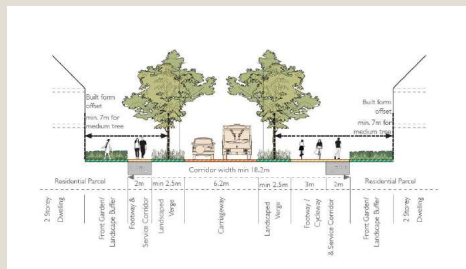 Built form
offset
min. 7m for
medium tree
Built form
offset
min. 7m for
medium tree
Corridor width min 18.2m
Residential Parcel
2m
min 2.5m
6.2m
min 2.5m
3m
2m
Residential Parcel
2 Storey
Dwelling
Front Garden/
Landscape Buffer
Footway &
Service Corridor
Landscaped
Verge
Carriageway
Landscaped
Verge
Footway /
Cycleway
& Service Corridor
Front Garden/
Landscape Buffer
2 Storey
Dwelling